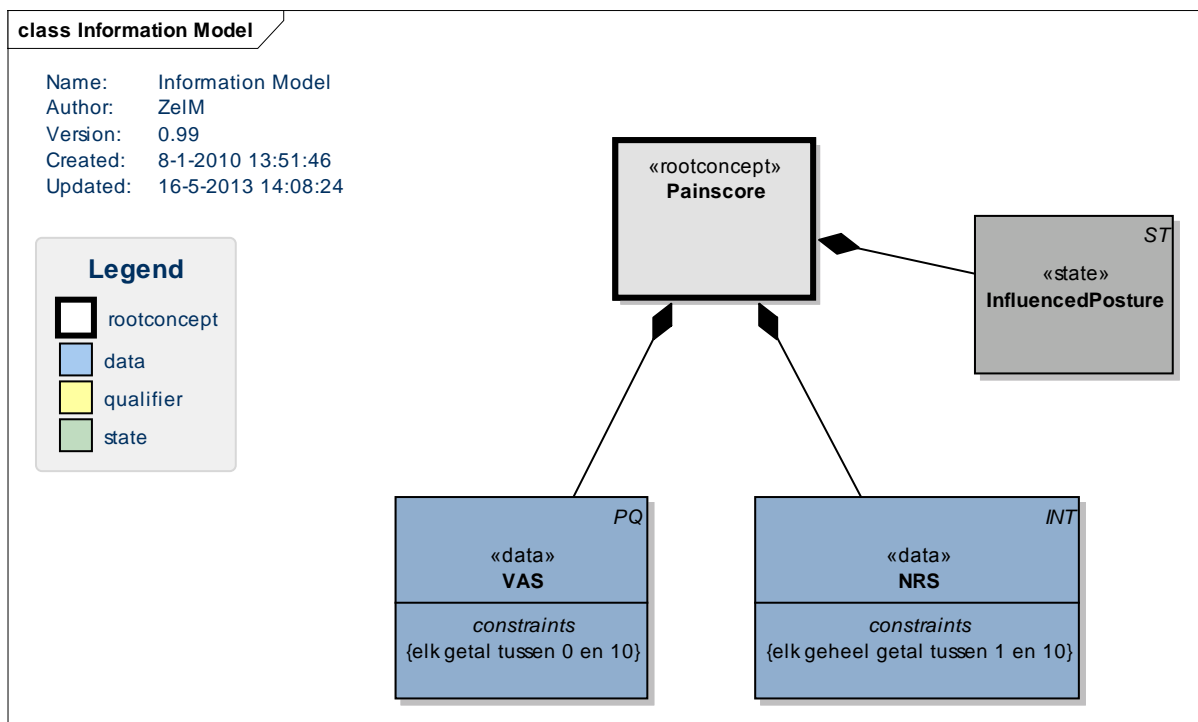 class Information Model
Name: Information Model
Author: ZeIM
Version: 0.99
Created: 8-1-2010 13:51:46
Updated: 16-5-2013 14:08:24
Legend
rootconcept
data
qualifier
state
«rootconcept»
Painscore
ST
«state»
InfluencedPosture
PQ
«data»
VAS
constraints
{elk getal tussen 0 en 10}
INT
«data»
NRS
constraints
{elk geheel getal tussen 1 en 10}